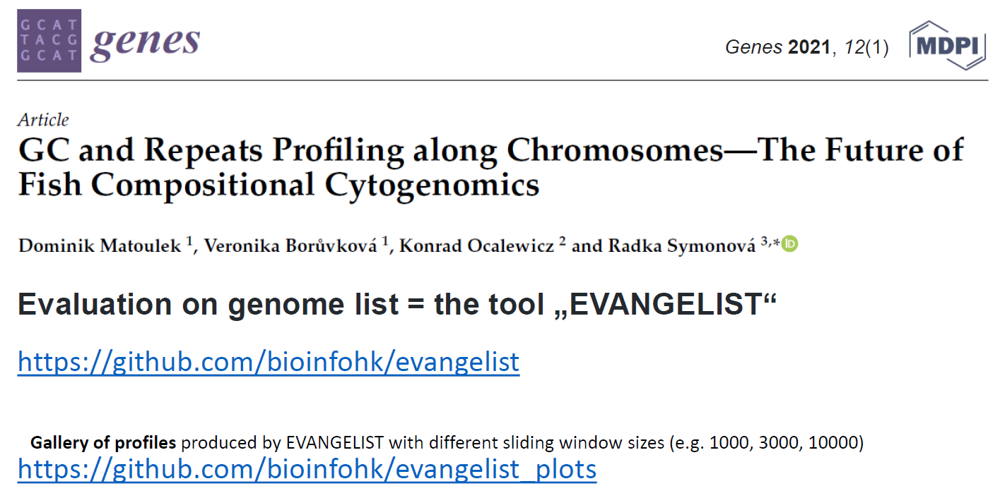 GCAT
TACG
GCAT
genes
Genes 2021, 12(1)
MDPI
Article
GC and Repeats Profiling along Chromosomes—The Future of
Fish Compositional Cytogenomics
Dominik Matoulek 1, Veronika Borůvková 1, Konrad Ocalewicz 2 and Radka Symonová 3,* iD
Evaluation on genome list = the tool „EVANGELIST“
https://github.com/bioinfohk/evangelist
Gallery of profiles produced by EVANGELIST with different sliding window sizes (e.g. 1000, 3000, 10000)
https://github.com/bioinfohk/evangelist_plots